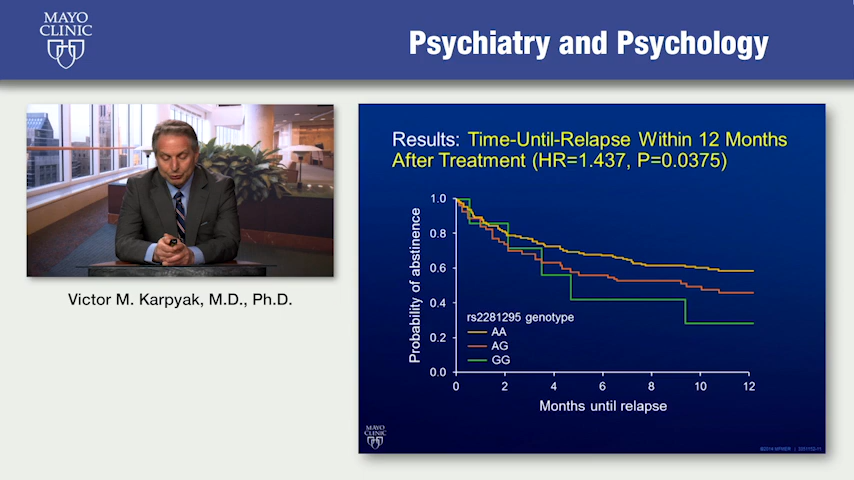 MAYO
CLINIC
Psychiatry and Psychology
Results: Time-Until-Relapse Within 12 Months
After Treatment (HR=1.437, P=0.0375)
Probability of abstinence
1.0
0.8
0.6
0.4
0.2
0.0
rs2281295 genotype
AA
AG
GG
0 2 4 6 8 10 12
Months until relapse
MAYO
CLINIC
Victor M. Karpyak, M.D., Ph.D.